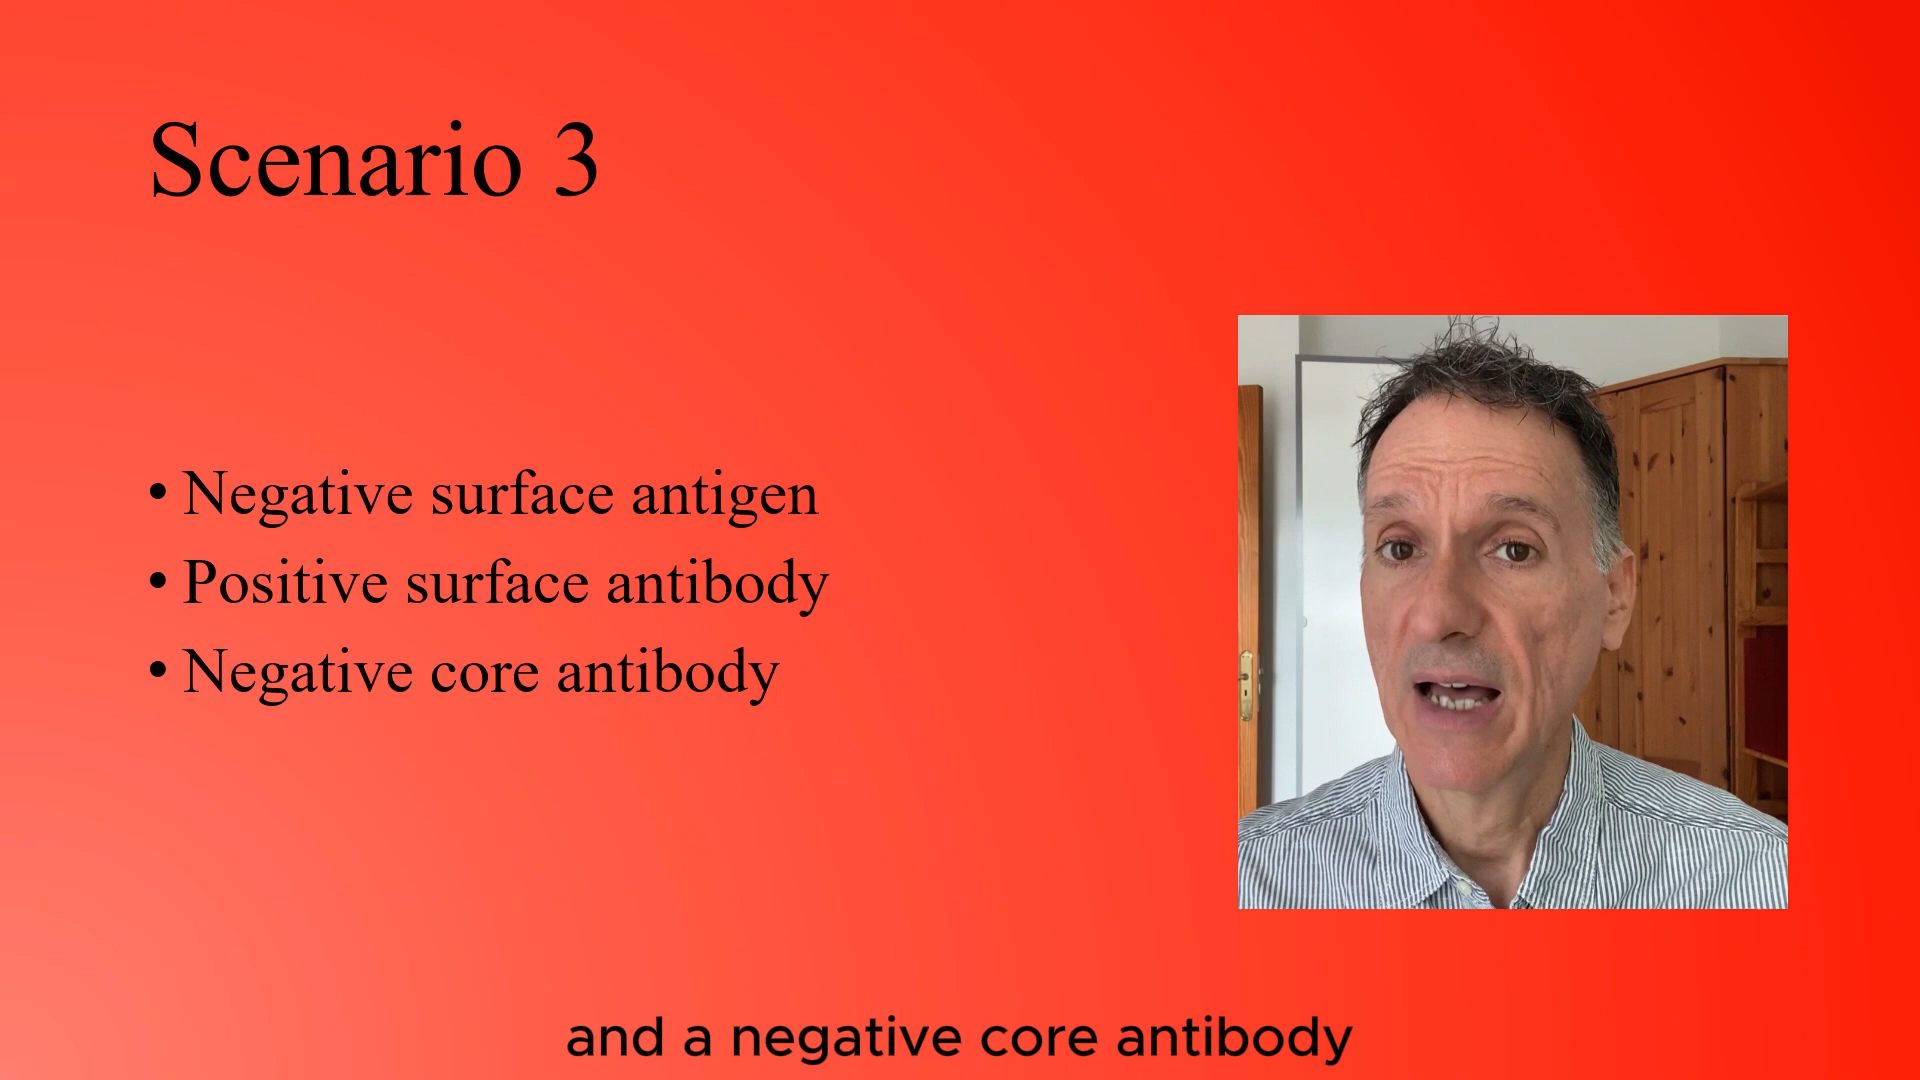 Scenario 3
• Negative surface antigen
• Positive surface antibody
• Negative core antibody
and a negative core antibody